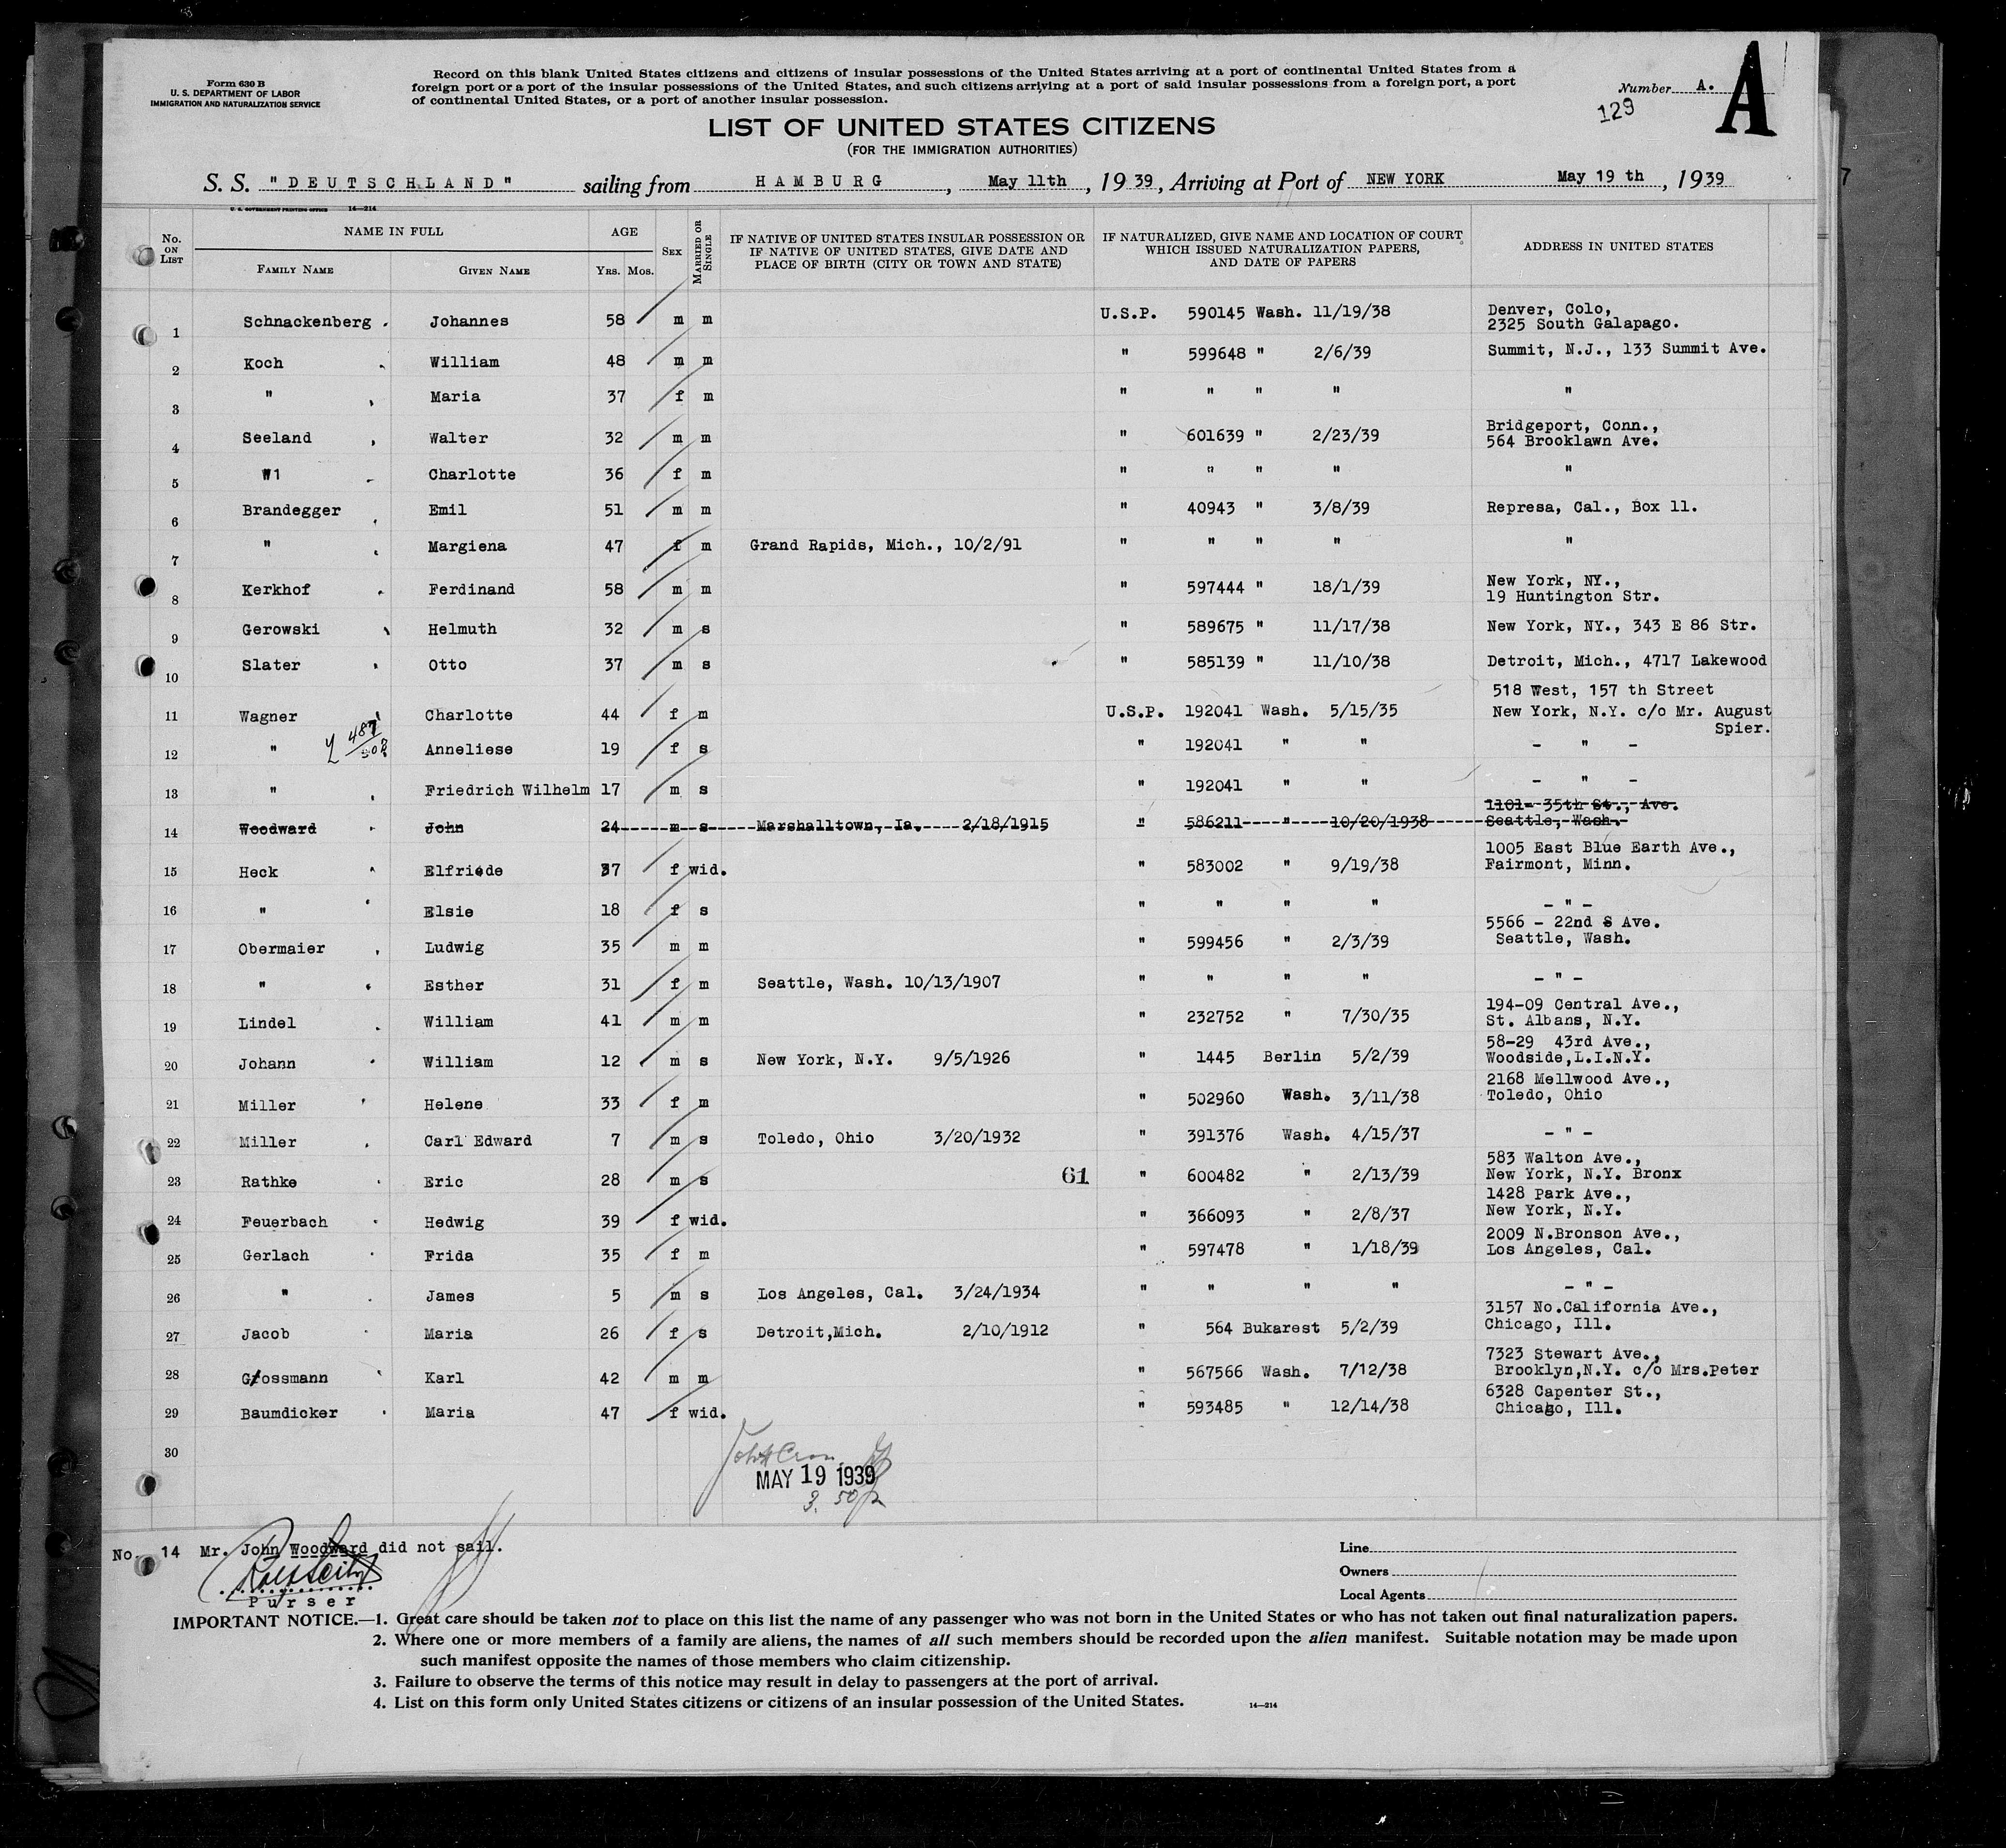 Form 630 B
U. S. DEPARTMENT OF LABOR
IMMIGRATION AND NATURALIZATION SERVICE
Record on this blank United States citizens and citizens of insular possessions of the United States arriving at a port of continental United States from a
foreign port or a port of the insular possessions of the United States, and such citizens arriving at a port of said insular possessions from a foreign port, a port
of continental United States, or a port of another insular possession.
Number A. A
129
LIST OF UNITED STATES CITIZENS
(FOR THE IMMIGRATION AUTHORITIES)
S. S. "DEUTSCHLAND" sailing from HAMBURG, May 11th, 1939, Arriving at Port of NEW YORK May 19 th, 1939
U. S. GOVERNMENT PRINTING OFFICE 14—214
No. ON LIST
NAME IN FULL
FAMILY NAME
GIVEN NAME
AGE
YRS. MOS.
SEX
MARRIED OR SINGLE
IF NATIVE OF UNITED STATES INSULAR POSSESSION OR
IF NATIVE OF UNITED STATES, GIVE DATE AND
PLACE OF BIRTH (CITY OR TOWN AND STATE)
IF NATURALIZED, GIVE NAME AND LOCATION OF COURT
WHICH ISSUED NATURALIZATION PAPERS,
AND DATE OF PAPERS
ADDRESS IN UNITED STATES
1 Schnackenberg Johannes 58 m m U.S.P. 590145 Wash. 11/19/38 Denver, Colo,
2325 South Galapago.
2 Koch William 48 m m " 599648 " 2/6/39 Summit, N.J., 133 Summit Ave.
3 " Maria 37 f m " " " " "
4 Seeland Walter 32 m m " 601639 " 2/23/39 Bridgeport, Conn.,
564 Brooklawn Ave.
5 W1 Charlotte 36 f m " " " " "
6 Brandegger Emil 51 m m " 40943 " 3/8/39 Represa, Cal., Box 11.
7 " Margiena 47 f m Grand Rapids, Mich., 10/2/91 " " " " "
8 Kerkhof Ferdinand 58 m m " 597444 " 18/1/39 New York, NY.,
19 Huntington Str.
9 Gerowski Helmuth 32 m s " 589675 " 11/17/38 New York, NY., 343 E 86 Str.
10 Slater Otto 37 m s " 585139 " 11/10/38 Detroit, Mich., 4717 Lakewood
518 West, 157 th Street
11 Wagner Charlotte 44 f m U.S.P. 192041 Wash. 5/15/35 New York, N.Y. c/o Mr. August
Spier.
12 " Anneliese 19 f s " 192041 " " - " -
13 " Friedrich Wilhelm 17 m s " 192041 " " - " -
1101- 35th St., Ave.
14 Woodward John 24 m s Marshalltown, Ia. 2/18/1915 " 586211 " 10/20/1938 Seattle, Wash.
1005 East Blue Earth Ave.,
15 Heck Elfriede 37 f wid. " 583002 " 9/19/38 Fairmont, Minn.
16 " Elsie 18 f s " " " " - " -
5566 - 22nd S Ave.
17 Obermaier Ludwig 35 m m " 599456 " 2/3/39 Seattle, Wash.
18 " Esther 31 f m Seattle, Wash. 10/13/1907 " " " " - " -
194-09 Central Ave.,
19 Lindel William 41 m m " 232752 " 7/30/35 St. Albans, N.Y.
58-29 43rd Ave.,
20 Johann William 12 m s New York, N.Y. 9/5/1926 " 1445 Berlin 5/2/39 Woodside,L.I.N.Y.
2168 Mellwood Ave.,
21 Miller Helene 33 f m " 502960 Wash. 3/11/38 Toledo, Ohio
22 Miller Carl Edward 7 m s Toledo, Ohio 3/20/1932 " 391376 Wash. 4/15/37 - " -
583 Walton Ave.,
23 Rathke Eric 28 m s 61 " 600482 " 2/13/39 New York, N.Y. Bronx
1428 Park Ave.,
24 Feuerbach Hedwig 39 f wid. " 366093 " 2/8/37 New York, N.Y.
2009 N.Bronson Ave.,
25 Gerlach Frida 35 f m " 597478 " 1/18/39 Los Angeles, Cal.
26 " James 5 m s Los Angeles, Cal. 3/24/1934 " " " " - " -
3157 No.California Ave.,
27 Jacob Maria 26 f s Detroit,Mich. 2/10/1912 " 564 Bukarest 5/2/39 Chicago, Ill.
7323 Stewart Ave.,
28 Grossmann Karl 42 m m " 567566 Wash. 7/12/38 Brooklyn,N.Y. c/o Mrs.Peter
6328 Capenter St.,
29 Baumdicker Maria 47 f wid. " 593485 " 12/14/38 Chicago, Ill.
30
MAY 19 1939
No. 14 Mr. John Woodward did not sail.
Purser
Line
Owners
Local Agents
IMPORTANT NOTICE.—1. Great care should be taken not to place on this list the name of any passenger who was not born in the United States or who has not taken out final naturalization papers.
2. Where one or more members of a family are aliens, the names of all such members should be recorded upon the alien manifest. Suitable notation may be made upon
such manifest opposite the names of those members who claim citizenship.
3. Failure to observe the terms of this notice may result in delay to passengers at the port of arrival.
4. List on this form only United States citizens or citizens of an insular possession of the United States. 14—214